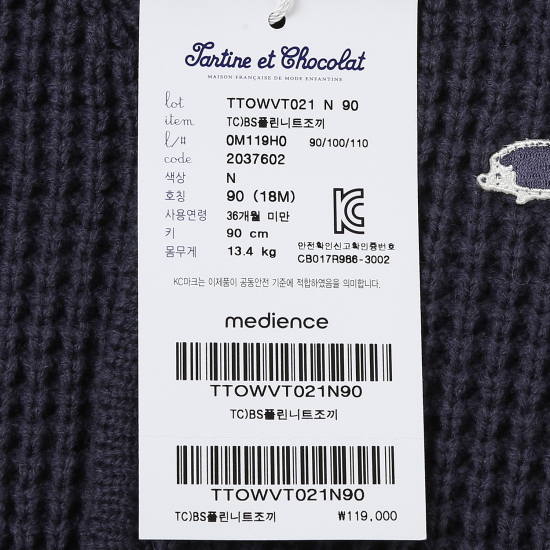 Tartine et Chocolat
MAISON FRANÇAISE DE MODE ENFANTINE
lot TTOWVT021 N 90
item TC)BS플린니트조끼
l/# 0M119H0 90/100/110
code 2037602
색상 N
호칭 90 (18M)
사용연령 36개월 미만
키 90 cm
몸무게 13.4 kg
KC
안전확인신고확인증번호
CB017R986-3002
KC마크는 이제품이 공통안전 기준에 적합하였음을 의미합니다.
medience
TTOWVT021N90
TC)BS플린니트조끼
TTOWVT021N90
TC)BS플린니트조끼 ₩119,000